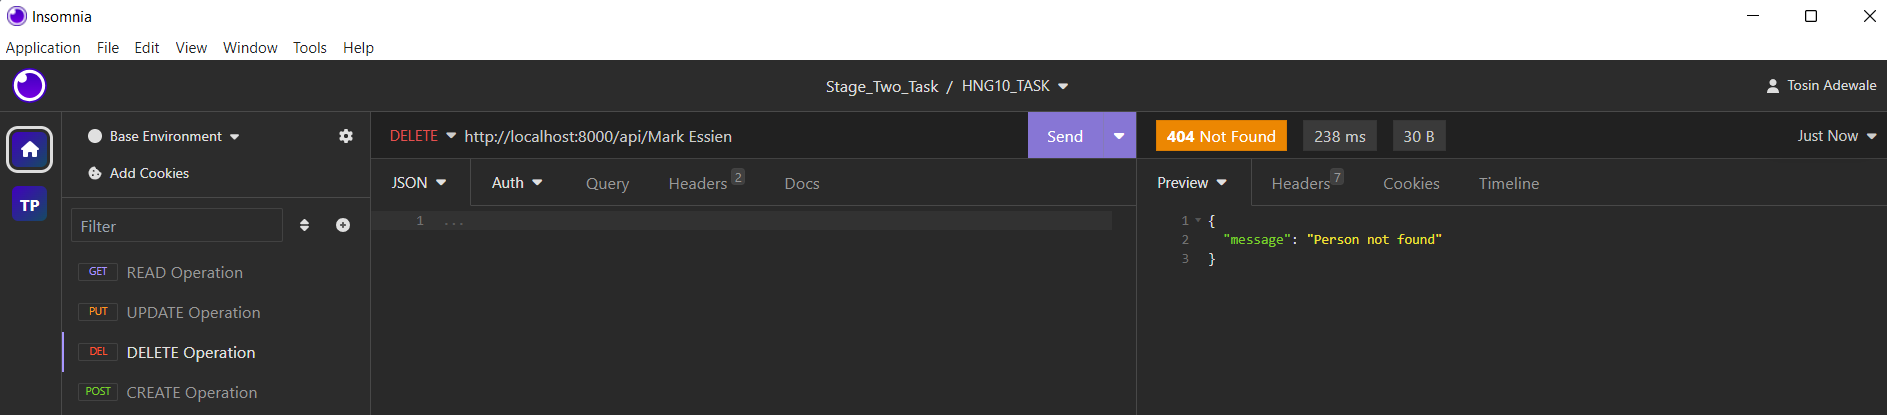 Insomnia
Application File Edit View Window Tools Help
Stage_Two_Task / HNG10_TASK
Tosin Adewale
Base Environment
DELETE http://localhost:8000/api/Mark Essien
Send
404 Not Found 238 ms 30 B
Just Now
Add Cookies
TP
JSON Auth Query Headers 2 Docs
Preview Headers 7 Cookies Timeline
Filter
1 ...
1 {
2 "message": "Person not found"
3 }
GET READ Operation
PUT UPDATE Operation
DEL DELETE Operation
POST CREATE Operation